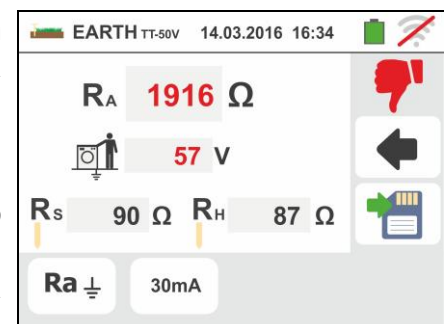 EARTH TT-50V 14.03.2016 16:34
RA 1916 Ω
57 V
RS 90 Ω RH 87 Ω
Ra 30mA